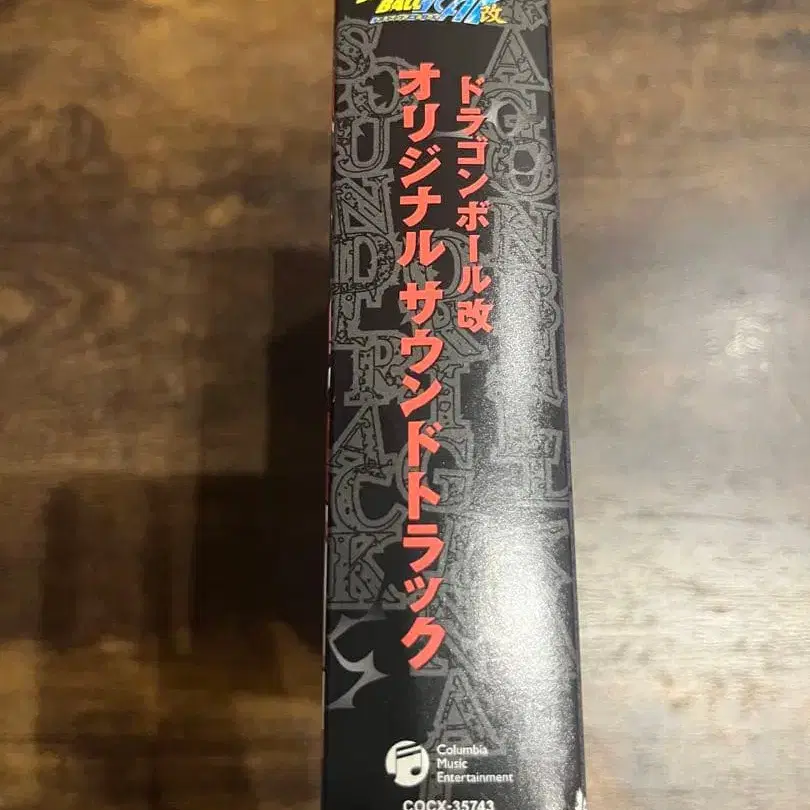 BALL
改
ドラゴンボール改
オリジナル サウンドトラック
SOUNDTRACK
Columbia
Music
Entertainment
COCX-35743